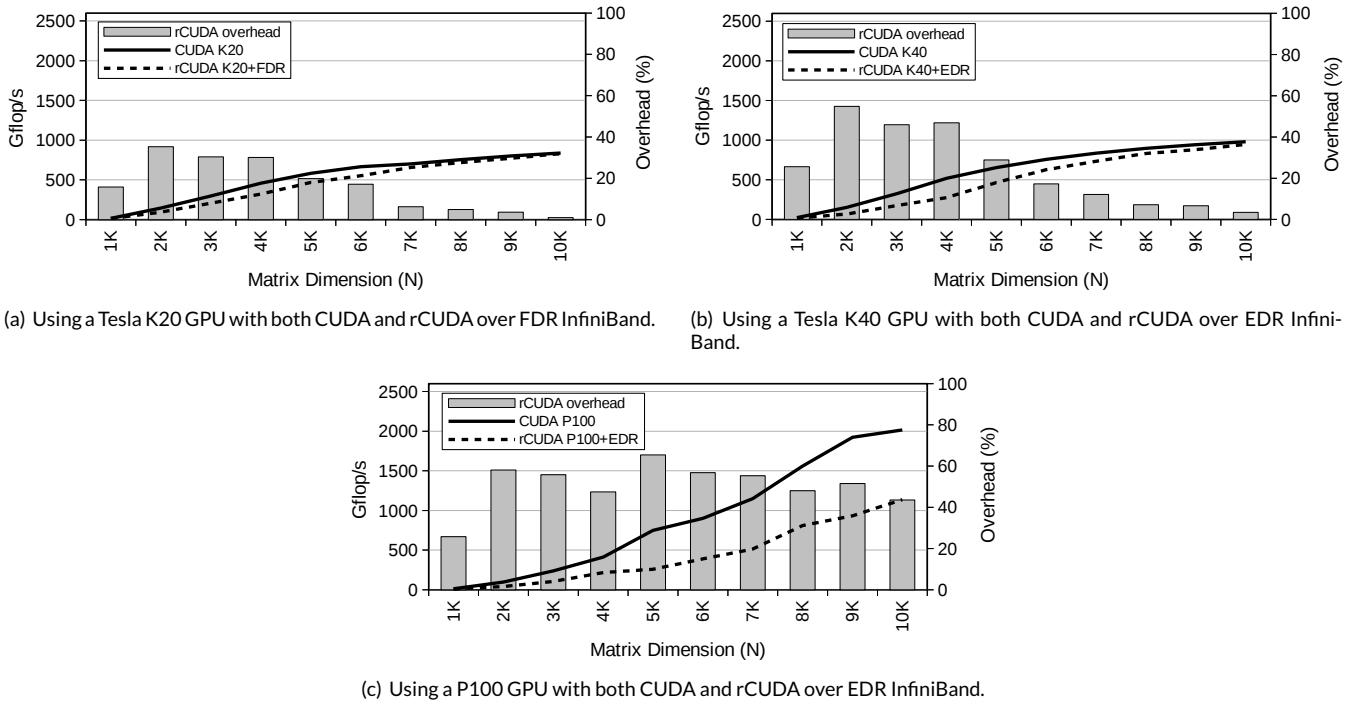 2500
2000
1500
1000
500
0
Gflop/s
rCUDA overhead
CUDA K20
rCUDA K20+FDR
100
80
60
40
20
0
Overhead (%)
1K 2K 3K 4K 5K 6K 7K 8K 9K 10K
Matrix Dimension (N)
(a) Using a Tesla K20 GPU with both CUDA and rCUDA over FDR InfiniBand.
2500
2000
1500
1000
500
0
Gflop/s
rCUDA overhead
CUDA K40
rCUDA K40+EDR
100
80
60
40
20
0
Overhead (%)
1K 2K 3K 4K 5K 6K 7K 8K 9K 10K
Matrix Dimension (N)
(b) Using a Tesla K40 GPU with both CUDA and rCUDA over EDR Infini-
Band.
2500
2000
1500
1000
500
0
Gflop/s
rCUDA overhead
CUDA P100
rCUDA P100+EDR
100
80
60
40
20
0
Overhead (%)
1K 2K 3K 4K 5K 6K 7K 8K 9K 10K
Matrix Dimension (N)
(c) Using a P100 GPU with both CUDA and rCUDA over EDR InfiniBand.